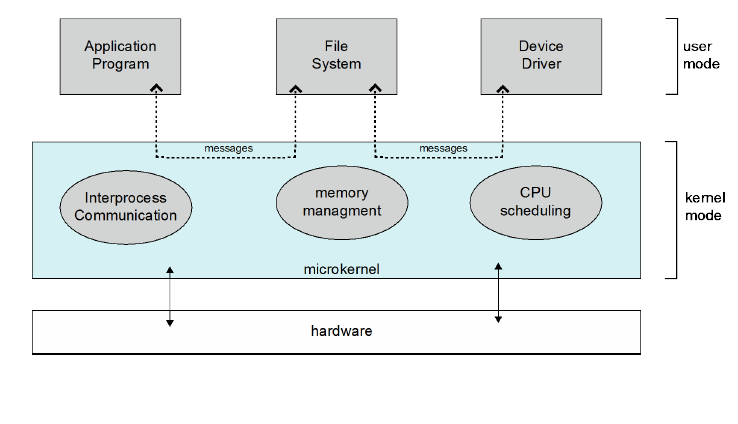 Application
Program
File
System
Device
Driver
user
mode
messages
messages
Interprocess
Communication
memory
managment
CPU
scheduling
kernel
mode
microkernel
hardware